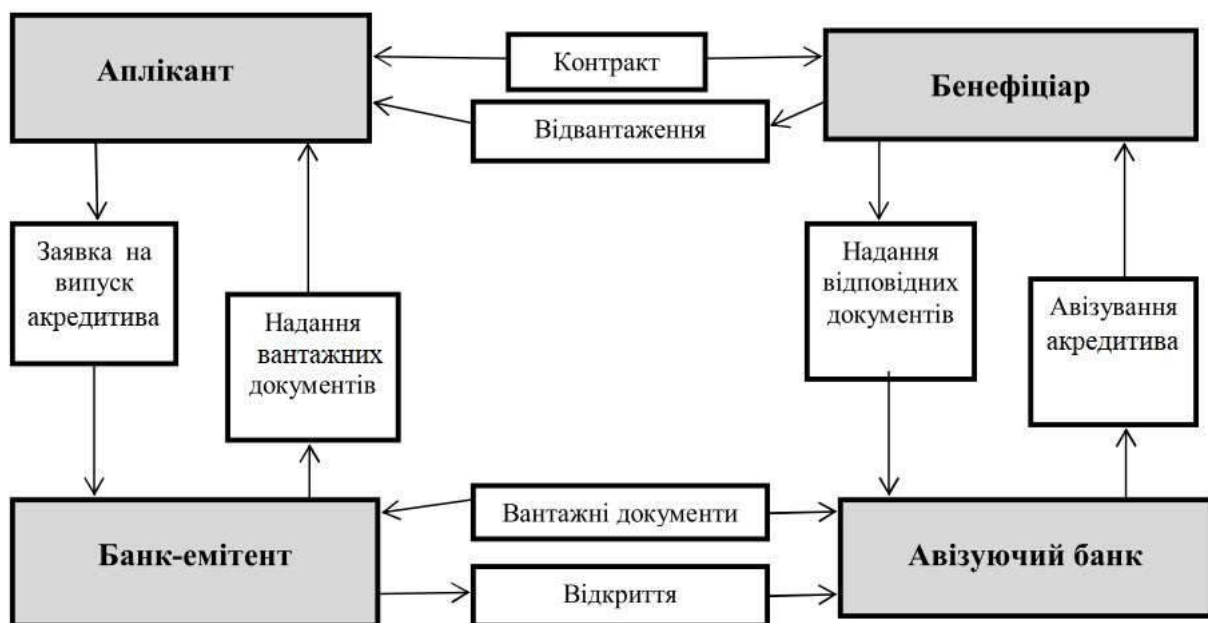 Аплікант
Контракт
Бенефіціар
Відвантаження
Заявка на
випуск
акредитива
Надання
вантажних
документів
Надання
відповідних
документів
Авізування
акредитива
Банк-емітент
Вантажні документи
Авізуючий банк
Відкриття